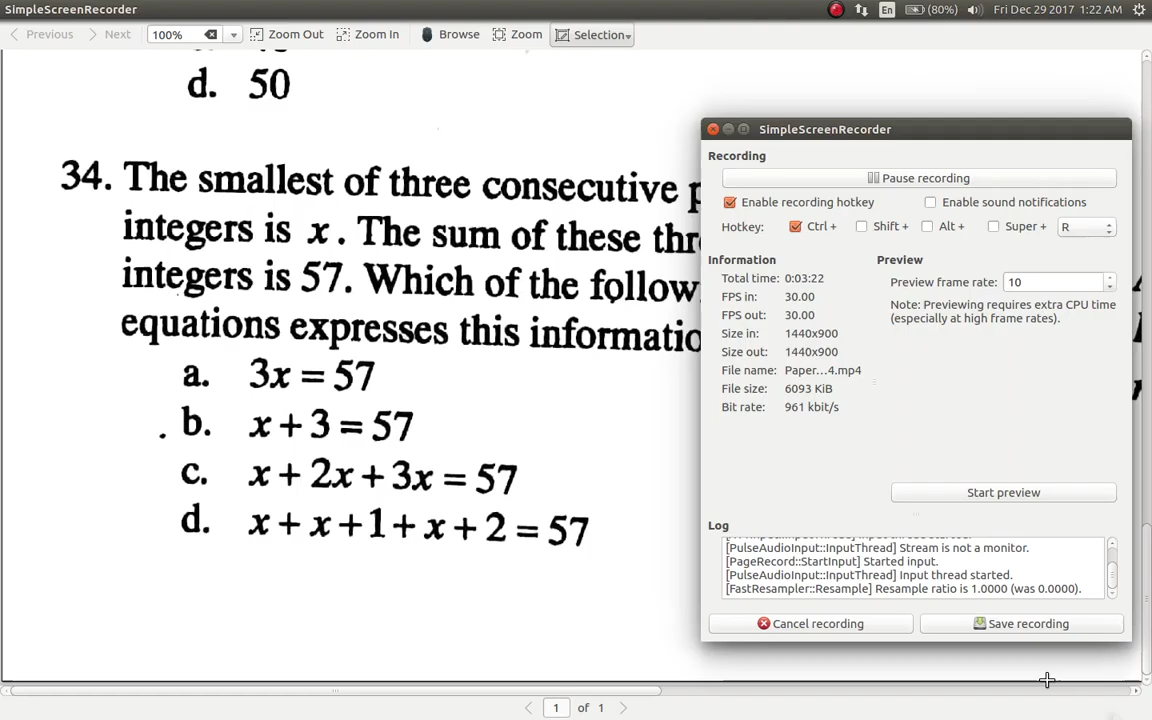 SimpleScreenRecorder
En (80%) Fri Dec 29 2017 1:22 AM
Previous Next 100% Zoom Out Zoom In Browse Zoom Selection
d. 50
34. The smallest of three consecutive
integers is x. The sum of these
integers is 57. Which of the
equations expresses this
a. 3x = 57
b. x + 3 = 57
c. x + 2x + 3x = 57
d. x + x + 1 + x + 2 = 57
SimpleScreenRecorder
Recording
Pause recording
Enable recording hotkey Enable sound notifications
Hotkey: Ctrl + Shift + Alt + Super + R
Information
Total time: 0:03:22
FPS in: 30.00
FPS out: 30.00
Size in: 1440x900
Size out: 1440x900
File name: Paper...4.mp4
File size: 6093 KiB
Bit rate: 961 kbit/s
Preview
Preview frame rate: 10
Note: Previewing requires extra CPU time
(especially at high frame rates).
Start preview
Log
[PulseAudioInput::InputThread] Stream is not a monitor.
[PageRecord::StartInput] Started input.
[PulseAudioInput::InputThread] Input thread started.
[FastResampler::Resample] Resample ratio is 1.0000 (was 0.0000).
Cancel recording Save recording
1 of 1